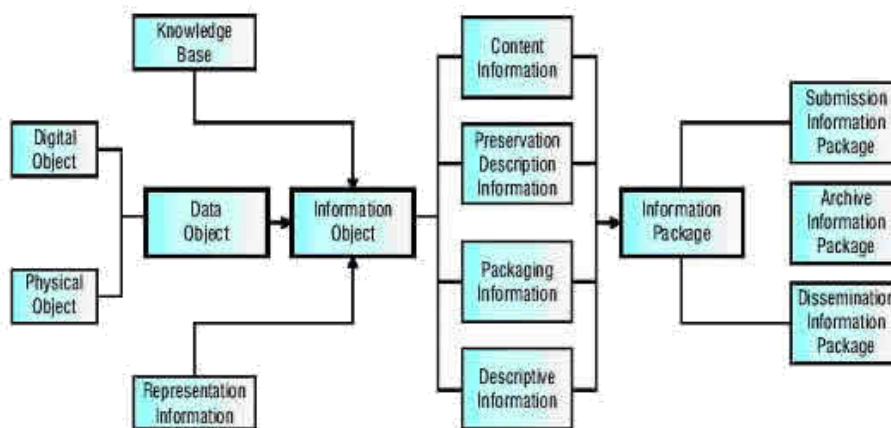 Knowledge
Base
Digital
Object
Physical
Object
Data
Object
Representation
Information
Information
Object
Content
Information
Preservation
Description
Information
Packaging
Information
Descriptive
Information
Information
Package
Submission
Information
Package
Archive
Information
Package
Dissemination
Information
Package